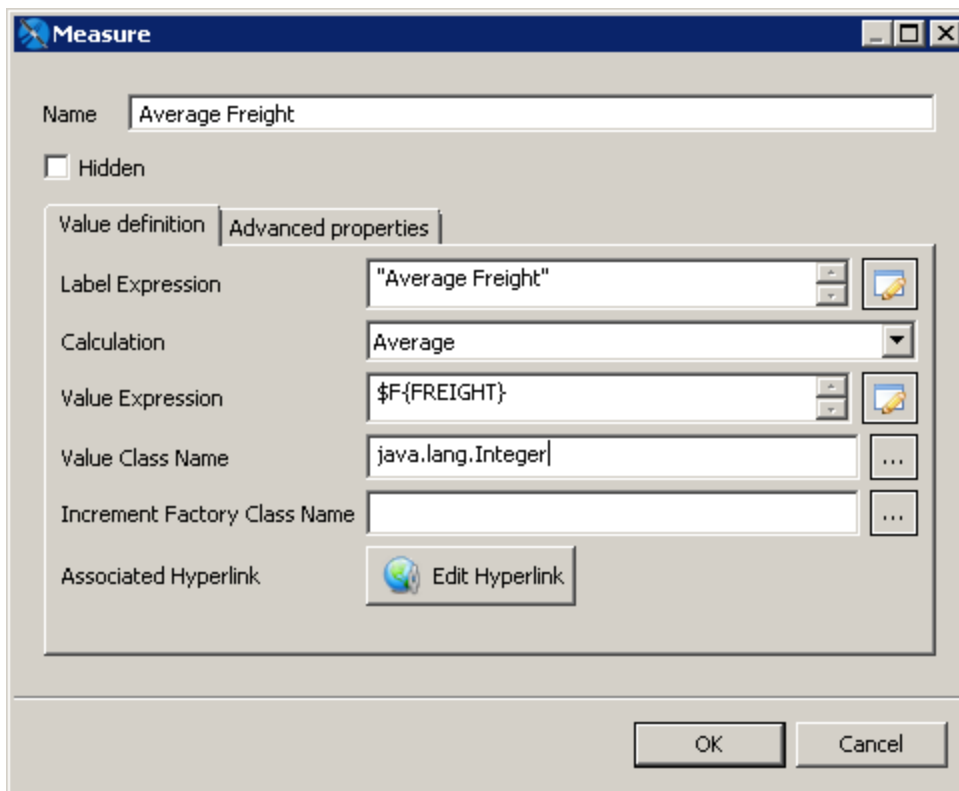 Measure
Name Average Freight
Hidden
Value definition Advanced properties
Label Expression "Average Freight"
Calculation Average
Value Expression $F{FREIGHT}
Value Class Name java.lang.Integer ...
Increment Factory Class Name ...
Associated Hyperlink Edit Hyperlink
OK Cancel